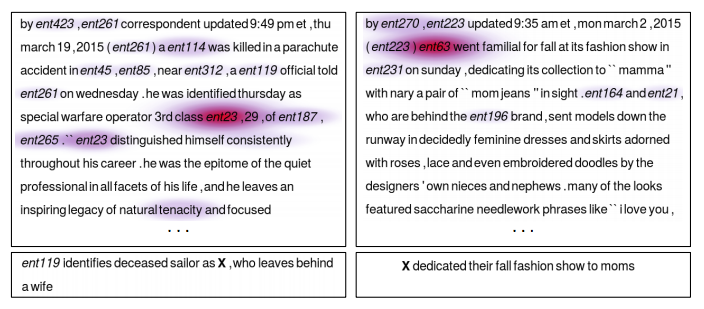 by ent423 ,ent261 correspondent updated 9:49 pm et ,thu
march 19 ,2015 (ent261) a ent114 was killed in a parachute
accident in ent45 ,ent85 ,near ent312 ,a ent119 official told
ent261 on wednesday .he was identified thursday as
special warfare operator 3rd class ent23 ,29 ,of ent187 ,
ent265 .`` ent23 distinguished himself consistently
throughout his career .he was the epitome of the quiet
professional in all facets of his life ,and he leaves an
inspiring legacy of natural tenacity and focused
. . .
ent119 identifies deceased sailor as X ,who leaves behind
a wife
by ent270 ,ent223 updated 9:35 am et ,mon march 2 ,2015
(ent223) ent63 went familial for fall at its fashion show in
ent231 on sunday ,dedicating its collection to `` mamma ''
with nary a pair of `` mom jeans '' in sight .ent164 and ent21 ,
who are behind the ent196 brand ,sent models down the
runway in decidedly feminine dresses and skirts adorned
with roses ,lace and even embroidered doodles by the
designers ' own nieces and nephews .many of the looks
featured saccharine needlework phrases like `` i love you ,
. . .
X dedicated their fall fashion show to moms